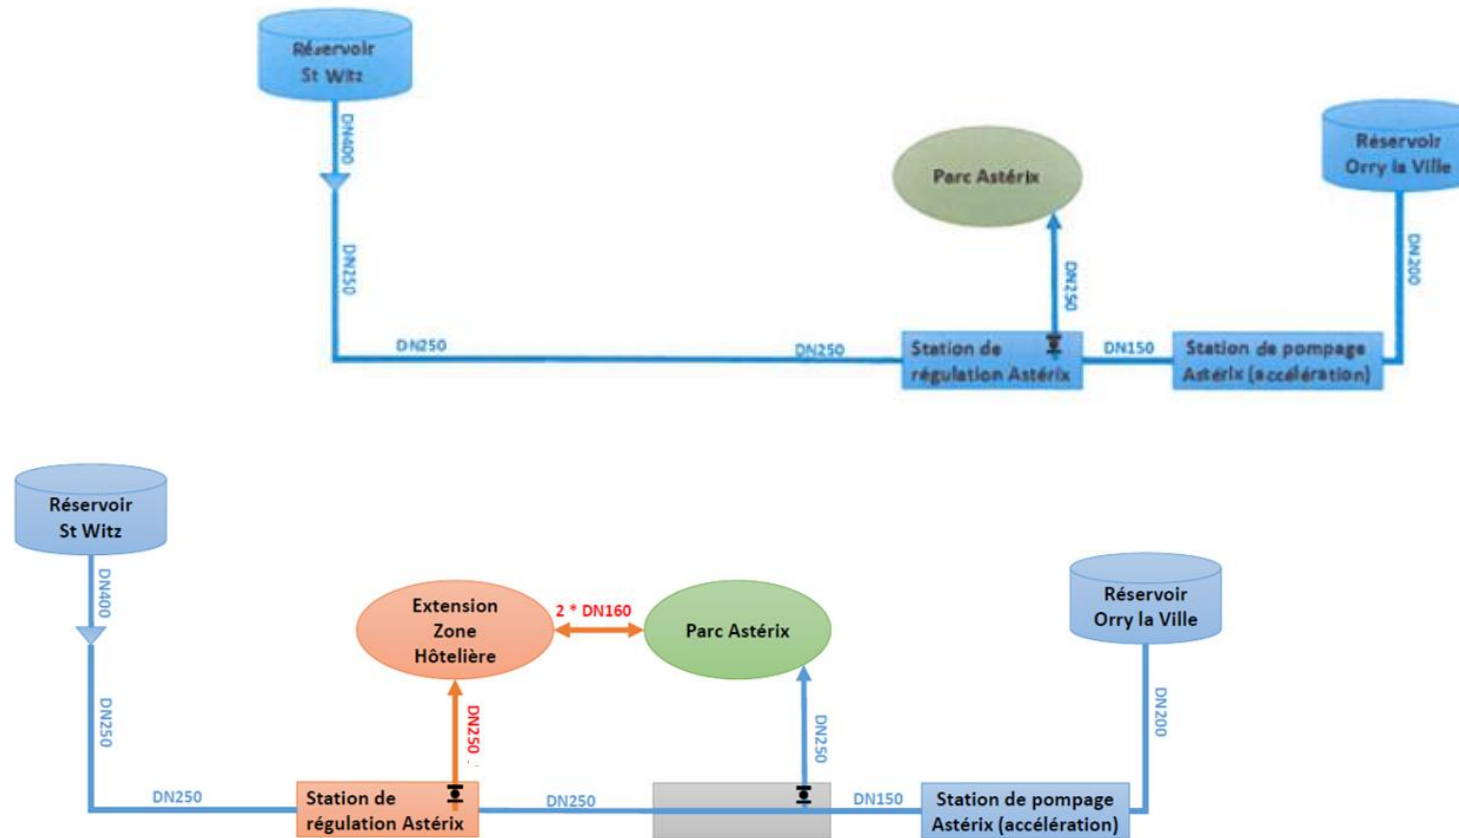 Réservoir
St Witz
DN400
DN250
DN250
DN250
Parc Astérix
DN250
Station de
régulation Astérix
DN150
Station de pompage
Astérix (accélération)
Réservoir
Orry la Ville
DN200
Réservoir
St Witz
DN400
DN250
DN250
Extension
Zone
Hôtelière
2 * DN160
Parc Astérix
DN250
Station de
régulation Astérix
DN250
DN250
DN150
Station de pompage
Astérix (accélération)
Réservoir
Orry la Ville
DN200